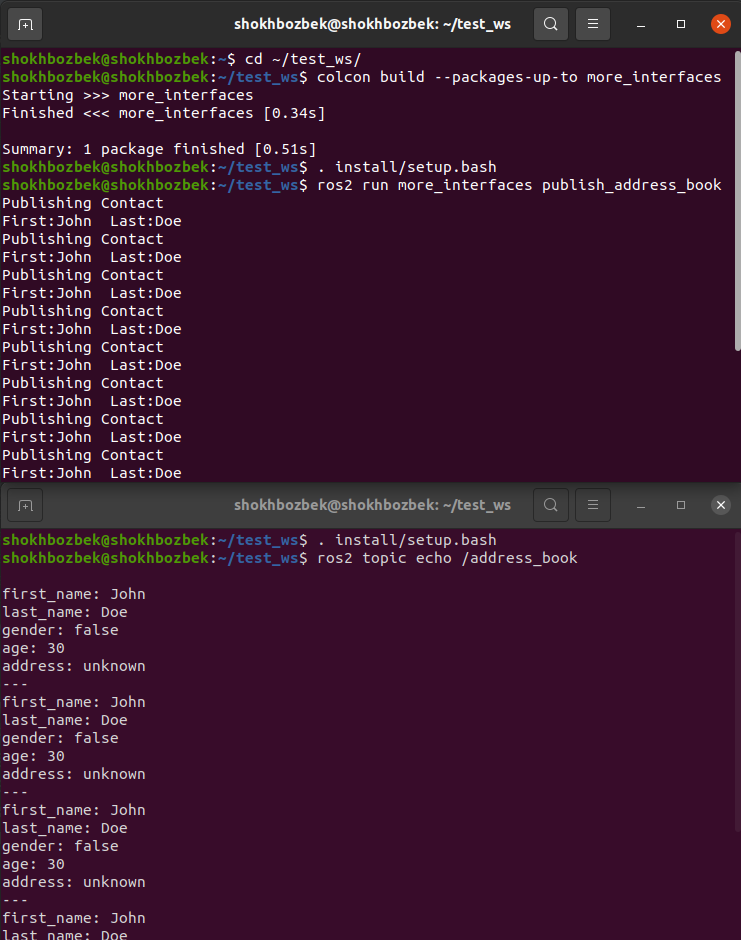 shokhbozbek@shokhbozbek: ~/test_ws
shokhbozbek@shokhbozbek:~$ cd ~/test_ws/
shokhbozbek@shokhbozbek:~/test_ws$ colcon build --packages-up-to more_interfaces
Starting >>> more_interfaces
Finished <<< more_interfaces [0.34s]
Summary: 1 package finished [0.51s]
shokhbozbek@shokhbozbek:~/test_ws$ . install/setup.bash
shokhbozbek@shokhbozbek:~/test_ws$ ros2 run more_interfaces publish_address_book
Publishing Contact
First:John  Last:Doe
Publishing Contact
First:John  Last:Doe
Publishing Contact
First:John  Last:Doe
Publishing Contact
First:John  Last:Doe
Publishing Contact
First:John  Last:Doe
Publishing Contact
First:John  Last:Doe
Publishing Contact
First:John  Last:Doe
Publishing Contact
First:John  Last:Doe
shokhbozbek@shokhbozbek: ~/test_ws
shokhbozbek@shokhbozbek:~/test_ws$ . install/setup.bash
shokhbozbek@shokhbozbek:~/test_ws$ ros2 topic echo /address_book
first_name: John
last_name: Doe
gender: false
age: 30
address: unknown
---
first_name: John
last_name: Doe
gender: false
age: 30
address: unknown
---
first_name: John
last_name: Doe
gender: false
age: 30
address: unknown
---
first_name: John
last_name: Doe